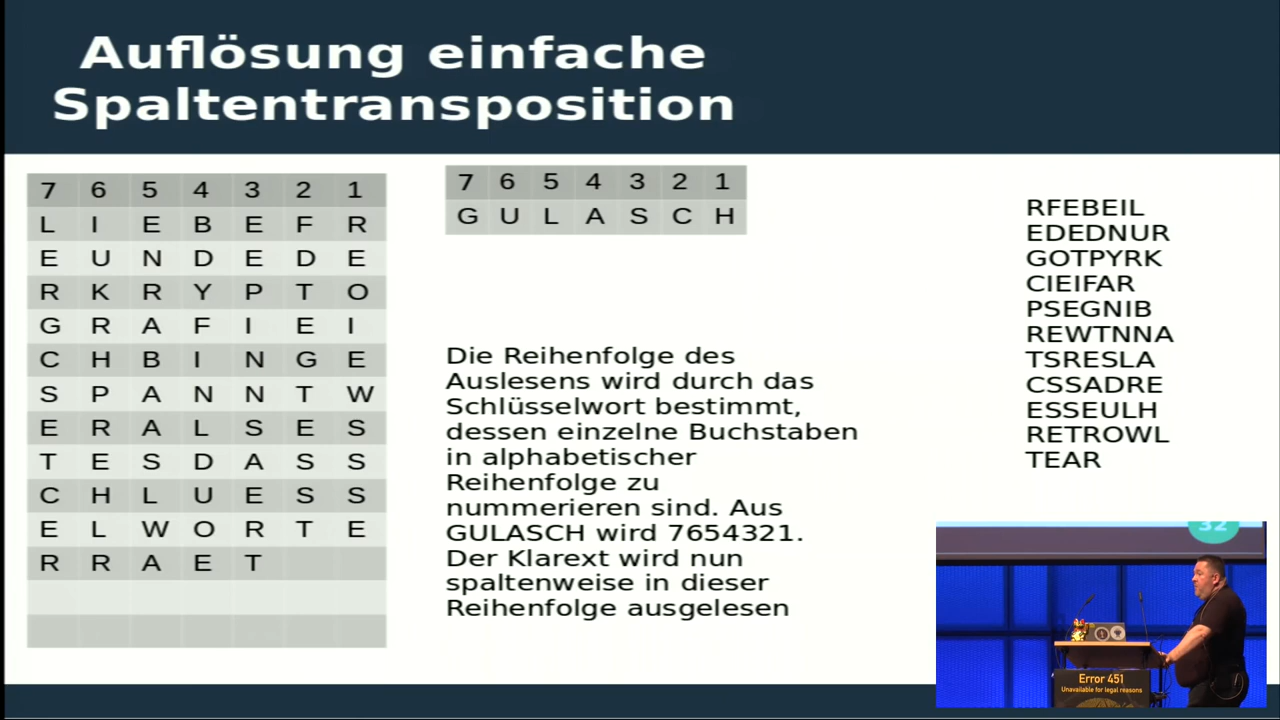 Auflösung einfache
Spaltentransposition
7 6 5 4 3 2 1
L I E B E F R
E U N D E D E
R K R Y P T O
G R A F I E I
C H B I N G E
S P A N N T W
E R A L S E S
T E S D A S S
C H L U E S S
E L W O R T E
R R A E T
7 6 5 4 3 2 1
G U L A S C H
Die Reihenfolge des
Auslesens wird durch das
Schlüsselwort bestimmt,
dessen einzelne Buchstaben
in alphabetischer
Reihenfolge zu
nummerieren sind. Aus
GULASCH wird 7654321.
Der Klarext wird nun
spaltenweise in dieser
Reihenfolge ausgelesen
RFEBEIL
EDEDNUR
GOTPYRK
CIEIFAR
PSEGNIB
REWTNNA
TSRESLA
CSSADRE
ESSEULH
RETROWL
TEAR
32
Error 451
Unavailable for legal reasons